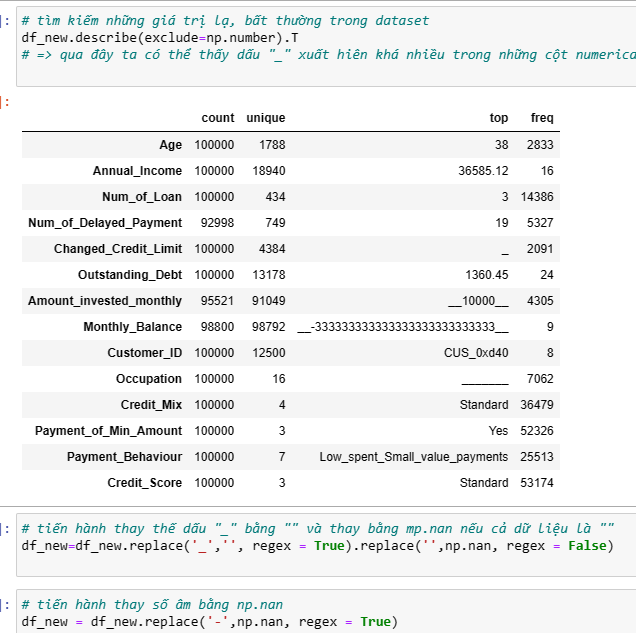 ]: # tìm kiếm những giá trị lạ, bất thường trong dataset
df_new.describe(exclude=np.number).T
# => qua đây ta có thể thấy dấu "_" xuất hiên khá nhiều trong những cột numerica
]:
count unique top freq
Age 100000 1788 38 2833
Annual_Income 100000 18940 36585.12 16
Num_of_Loan 100000 434 3 14386
Num_of_Delayed_Payment 92998 749 19 5327
Changed_Credit_Limit 100000 4384 _ 2091
Outstanding_Debt 100000 13178 1360.45 24
Amount_invested_monthly 95521 91049 __10000__ 4305
Monthly_Balance 98800 98792 __-333333333333333333333333333__ 9
Customer_ID 100000 12500 CUS_0xd40 8
Occupation 100000 16 _______ 7062
Credit_Mix 100000 4 Standard 36479
Payment_of_Min_Amount 100000 3 Yes 52326
Payment_Behaviour 100000 7 Low_spent_Small_value_payments 25513
Credit_Score 100000 3 Standard 53174
]: # tiến hành thay thế dấu "_" bằng "" và thay bằng mp.nan nếu cả dữ liệu là ""
df_new=df_new.replace('_','', regex = True).replace('',np.nan, regex = False)
]: # tiến hành thay số âm bằng np.nan
df_new = df_new.replace('-',np.nan, regex = True)